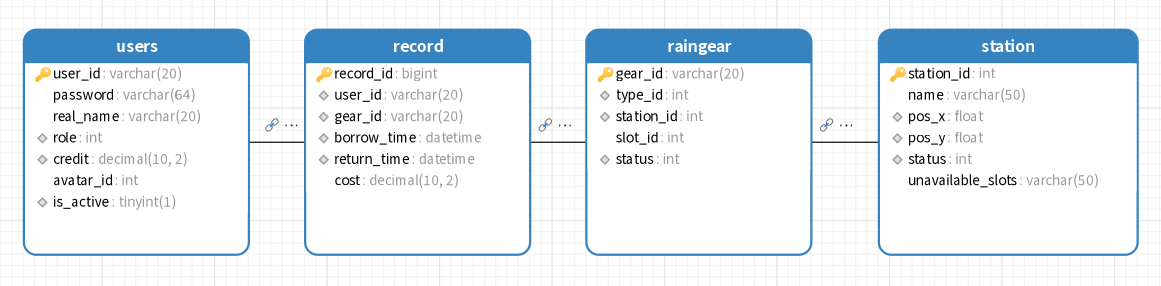 users
user_id: varchar(20)
password: varchar(64)
real_name: varchar(20)
role: int
credit: decimal(10, 2)
avatar_id: int
is_active: tinyint(1)
record
record_id: bigint
user_id: varchar(20)
gear_id: varchar(20)
borrow_time: datetime
return_time: datetime
cost: decimal(10, 2)
raingear
gear_id: varchar(20)
type_id: int
station_id: int
slot_id: int
status: int
station
station_id: int
name: varchar(50)
pos_x: float
pos_y: float
status: int
unavailable_slots: varchar(50)